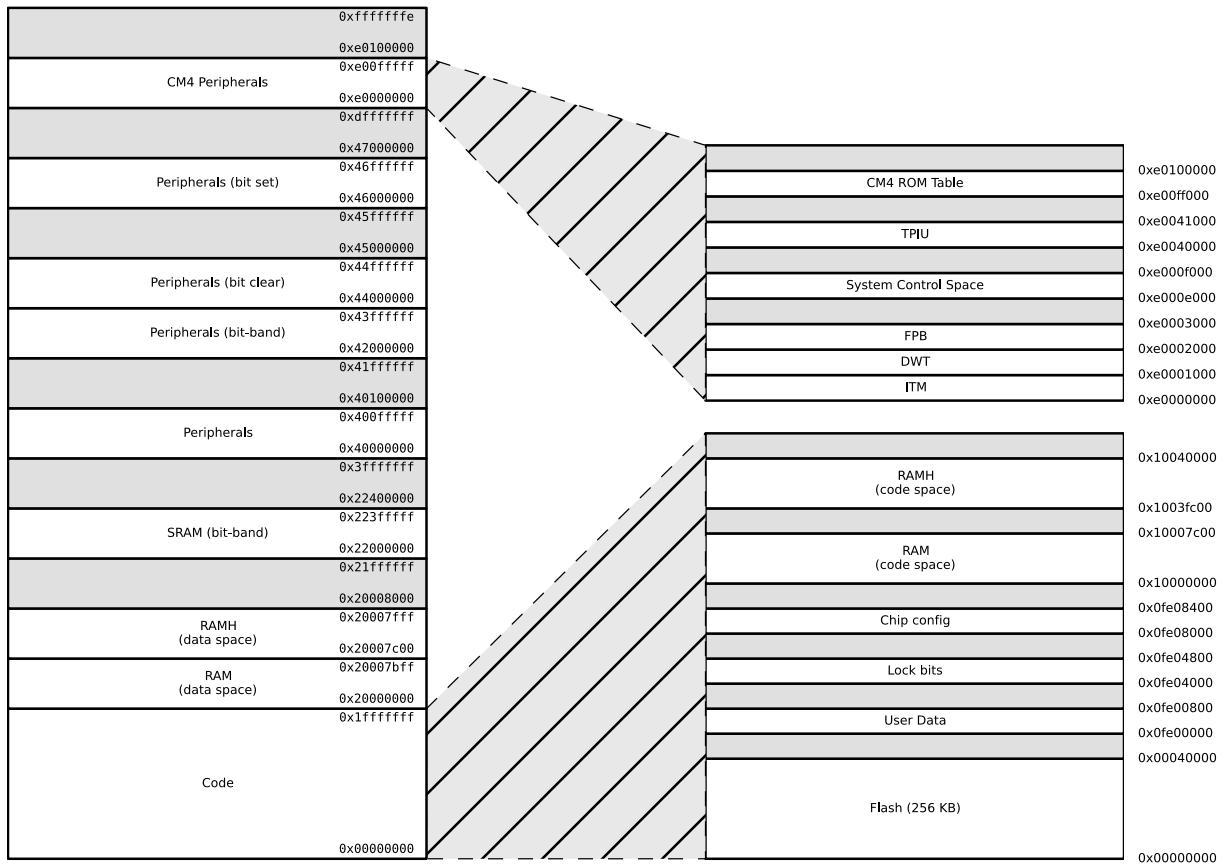 0xfffffffe
0xe0100000
0xe00fffff
CM4 Peripherals
0xe0000000
0xdfffffff
0x47000000
0x46ffffff
Peripherals (bit set)
0x46000000
0x45ffffff
0x45000000
0x44ffffff
Peripherals (bit clear)
0x44000000
0x43ffffff
Peripherals (bit-band)
0x42000000
0x41ffffff
0x40100000
0x400fffff
Peripherals
0x40000000
0x3fffffff
0x22400000
0x223fffff
SRAM (bit-band)
0x22000000
0x21ffffff
0x20008000
0x20007fff
RAMH
(data space)
0x20007c00
0x20007bff
RAM
(data space)
0x20000000
0x1fffffff
Code
0x00000000
0xe0100000
CM4 ROM Table
0xe00ff000
0xe0041000
TPIU
0xe0040000
0xe000f000
System Control Space
0xe000e000
0xe0003000
FPB
0xe0002000
DWT
0xe0001000
ITM
0xe0000000
0x10040000
RAMH
(code space)
0x1003fc00
0x10007c00
RAM
(code space)
0x10000000
0x0fe08400
Chip config
0x0fe08000
0x0fe04800
Lock bits
0x0fe04000
0x0fe00800
User Data
0x0fe00000
0x00040000
Flash (256 KB)
0x00000000